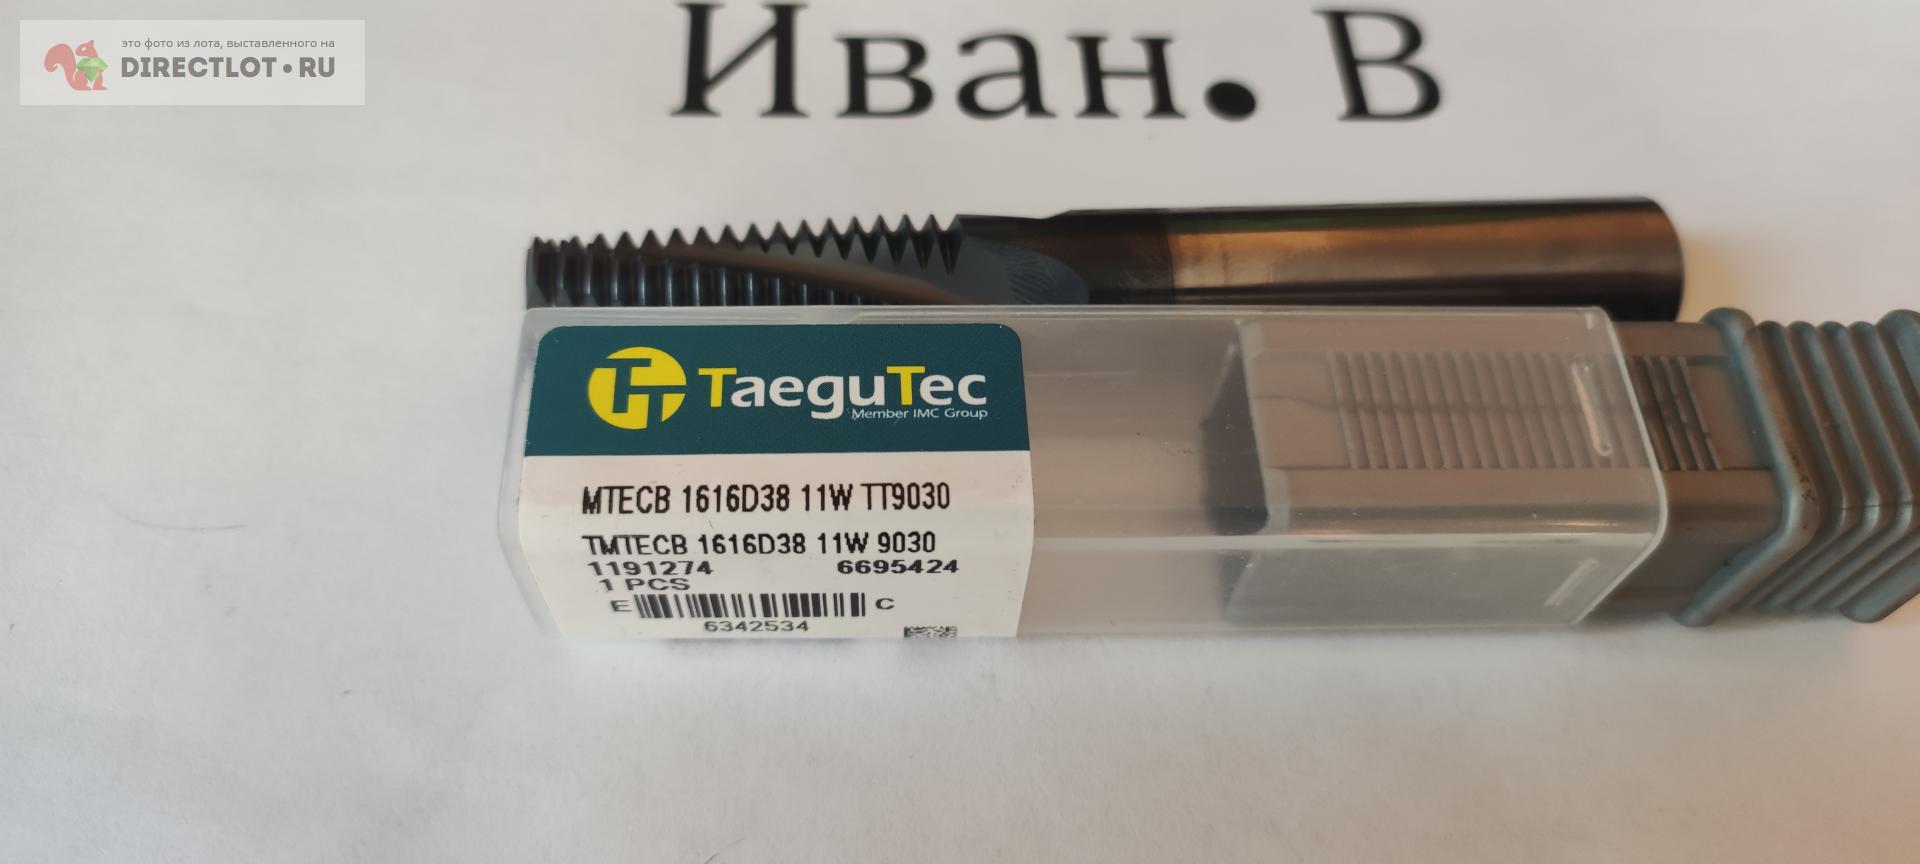 это фото из лота, выставленного на
DIRECTLOT•RU
Иван. В
TaeguTec
Member IMC Group
MTECB 1616D38 11W TT9030
TMTECB 1616D38 11W 9030
1191274 6695424
1 PCS
E C
6342534